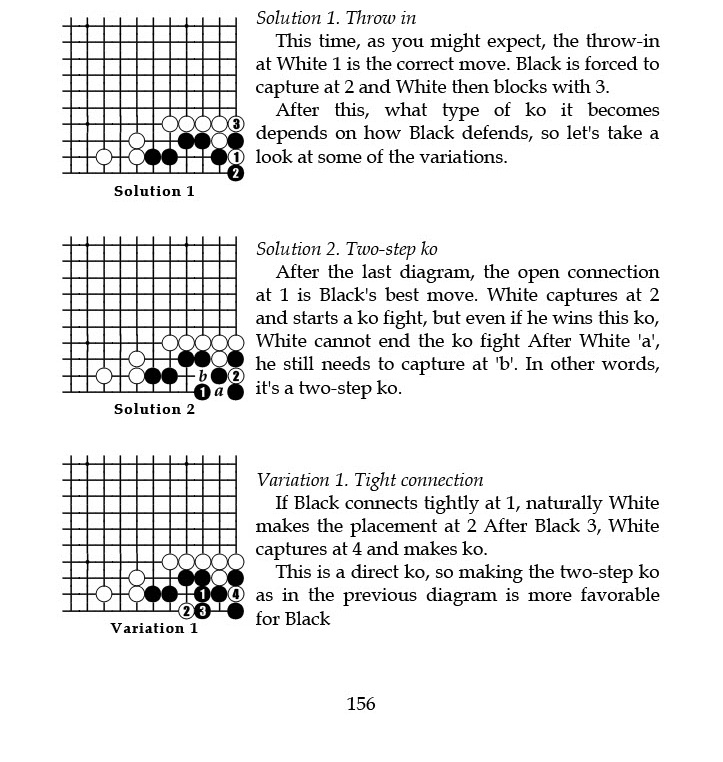 Solution 1. Throw in
This time, as you might expect, the throw-in
at White 1 is the correct move. Black is forced to
capture at 2 and White then blocks with 3.
After this, what type of ko it becomes
depends on how Black defends, so let's take a
look at some of the variations.
3
1
2
Solution 1
Solution 2. Two-step ko
After the last diagram, the open connection
at 1 is Black's best move. White captures at 2
and starts a ko fight, but even if he wins this ko,
White cannot end the ko fight After White 'a',
he still needs to capture at 'b'. In other words,
it's a two-step ko.
b 2
1 a
Solution 2
Variation 1. Tight connection
If Black connects tightly at 1, naturally White
makes the placement at 2 After Black 3, White
captures at 4 and makes ko.
This is a direct ko, so making the two-step ko
as in the previous diagram is more favorable
for Black
1 4
2 3
Variation 1
156